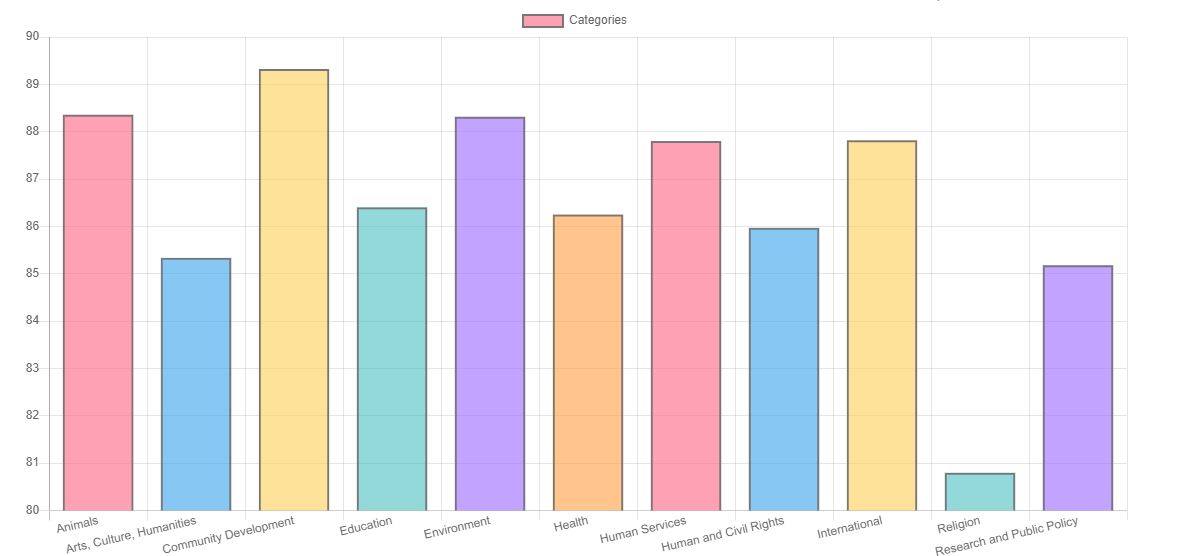 Categories
90
89
88
87
86
85
84
83
82
81
80
Animals
Arts, Culture, Humanities
Community Development
Education
Environment
Health
Human Services
Human and Civil Rights
International
Religion
Research and Public Policy